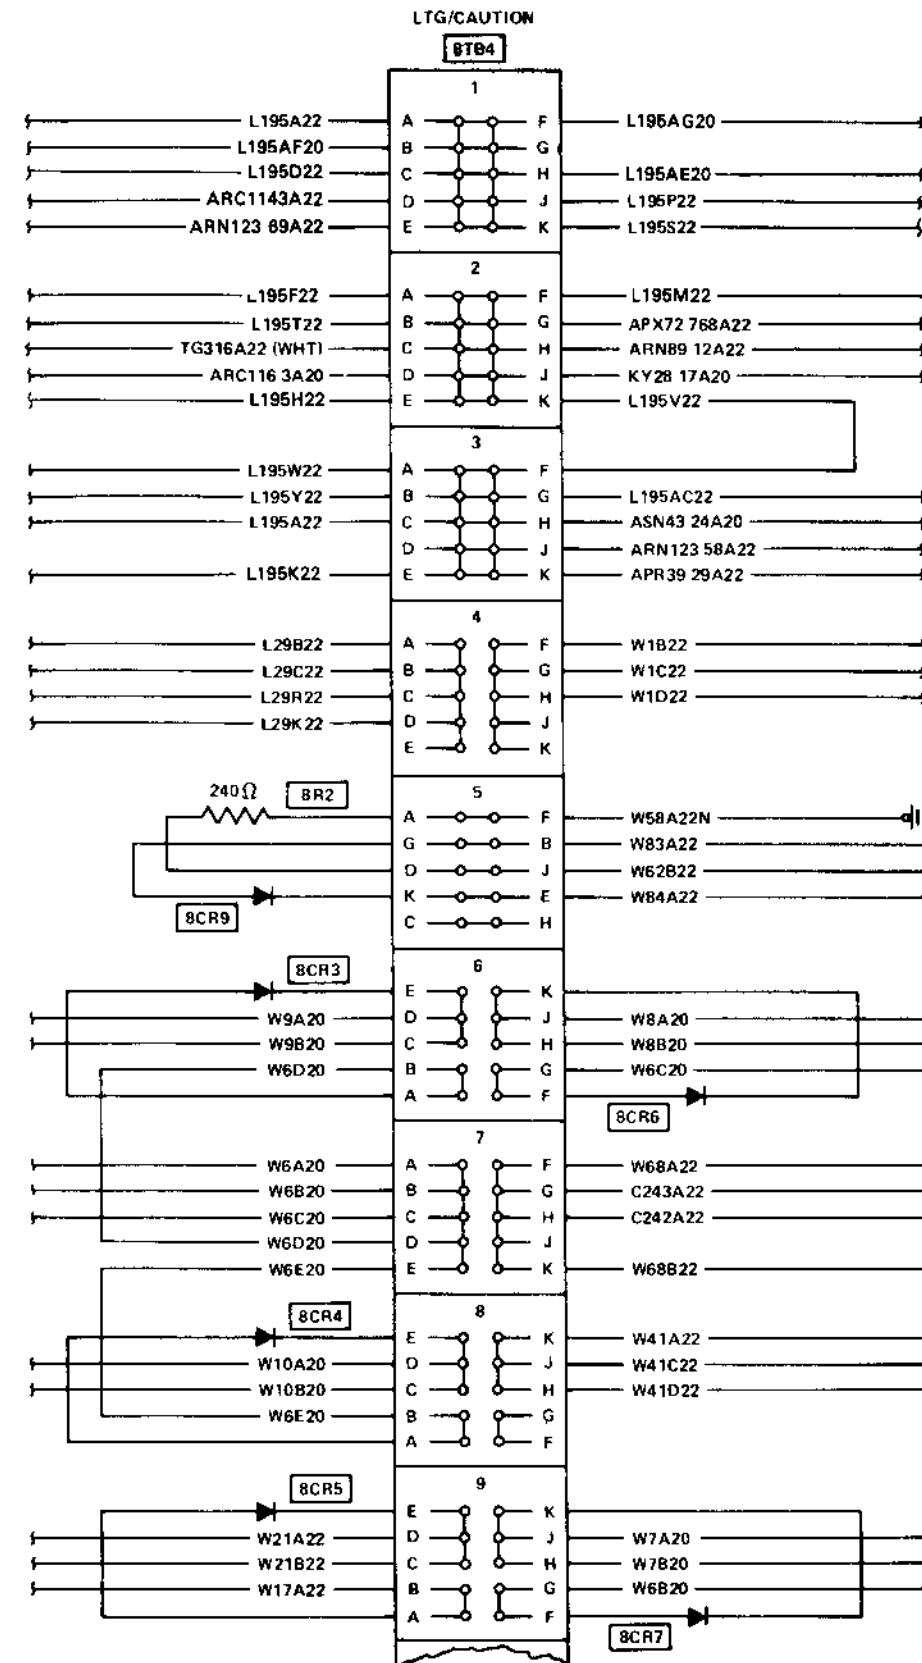 LTG/CAUTION
8TB4
1
L195A22 A F L195AG20
L195AF20 B G
L195D22 C H L195AE20
ARC1143A22 D J L195P22
ARN123 89A22 E K L195S22
2
L195F22 A F L195M22
L195T22 B G APX72 768A22
TG316A22 (WHT) C H ARN89 12A22
ARC116 3A20 D J KY28 17A20
L195H22 E K L195V22
3
L195W22 A F
L195Y22 B G L195AC22
L195A22 C H ASN43 24A20
D J ARN123 58A22
L195K22 E K APR39 29A22
4
L29B22 A F W1B22
L29C22 B G W1C22
L29R22 C H W1D22
L29K22 D J
E K
240Ω 8R2 5
A F W58A22N
G B W83A22
D J W62B22
K E W84A22
8CR9 C H
8CR3 6
E K
W9A20 D J W8A20
W9B20 C H W8B20
W6D20 B G W6C20
A F
8CR6
7
W6A20 A F W68A22
W6B20 B G C243A22
W6C20 C H C242A22
W6D20 D J
W6E20 E K W68B22
8CR4 8
E K W41A22
W10A20 D J W41C22
W10B20 C H W41D22
W6E20 B G
A F
8CR5 9
E K
W21A22 D J W7A20
W21B22 C H W7B20
W17A22 B G W6B20
A F
8CR7